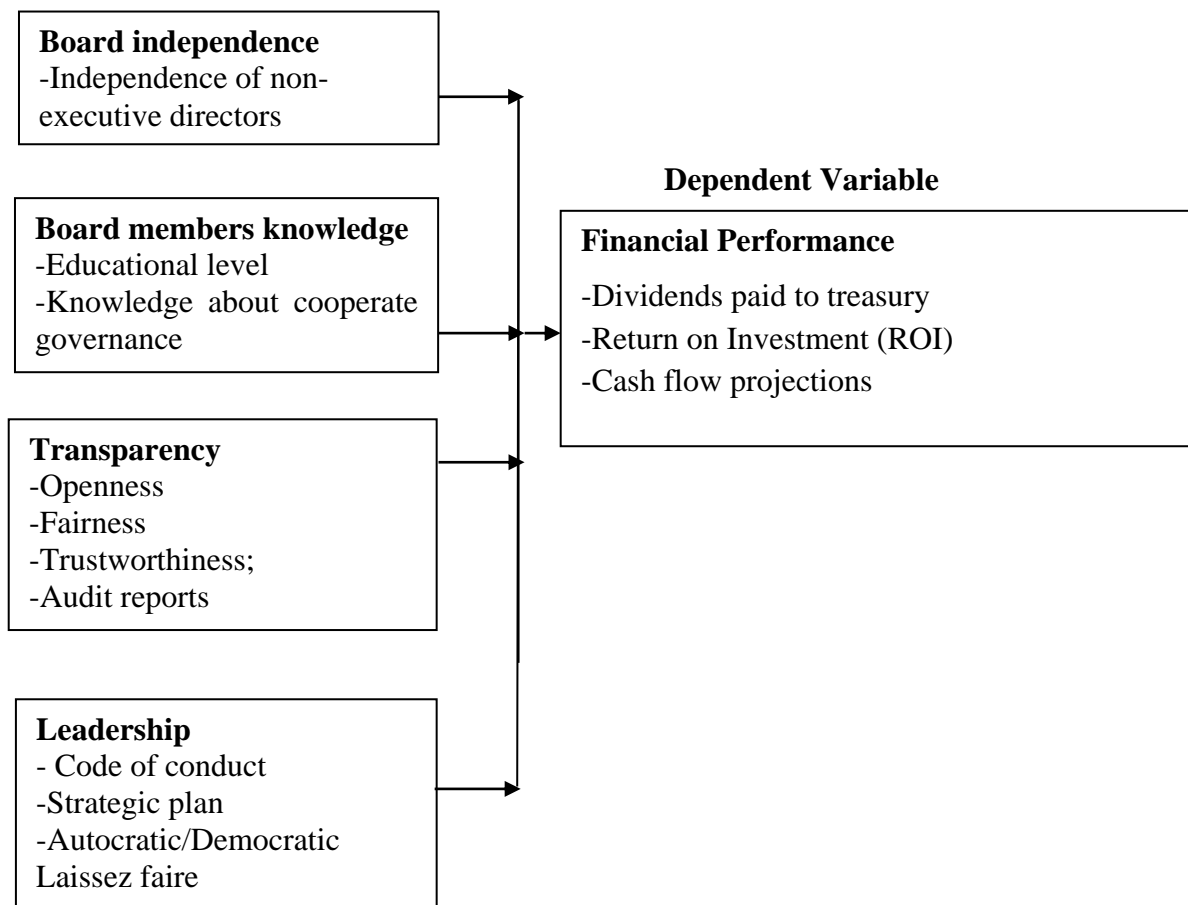 Board independence
-Independence of non-
executive directors
Board members knowledge
-Educational level
-Knowledge about cooperate
governance
Transparency
-Openness
-Fairness
-Trustworthiness;
-Audit reports
Leadership
- Code of conduct
-Strategic plan
-Autocratic/Democratic
Laissez faire
Dependent Variable
Financial Performance
-Dividends paid to treasury
-Return on Investment (ROI)
-Cash flow projections